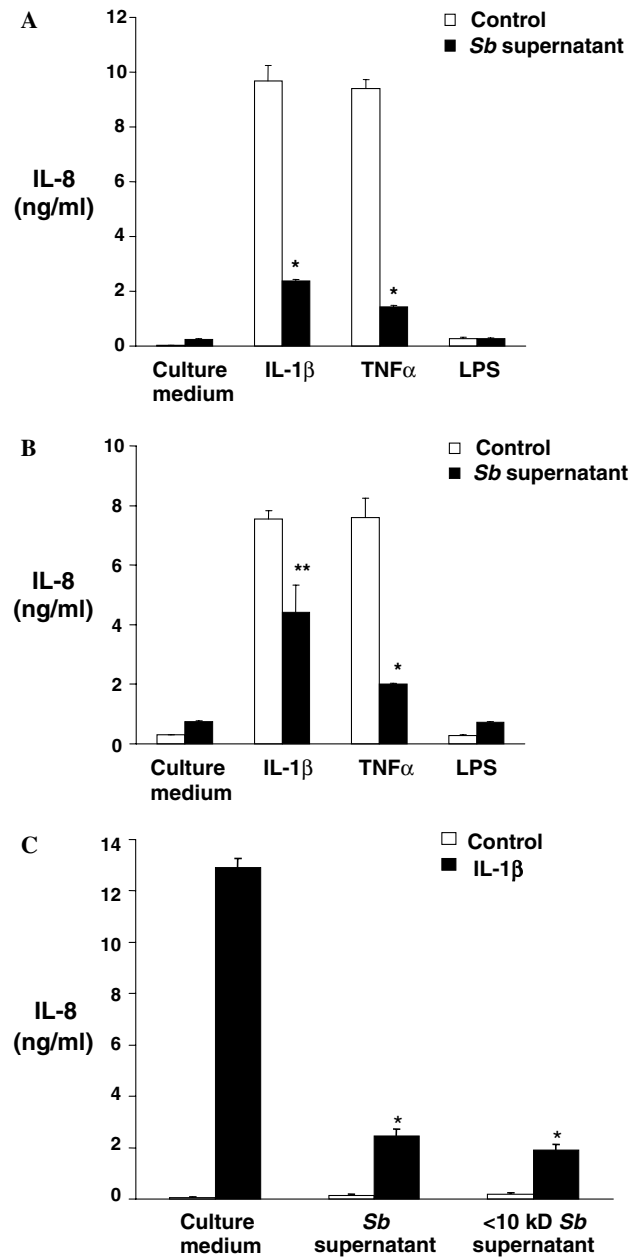 A
Control
Sb supernatant
12
10
8
6
4
2
0
IL-8
(ng/ml)
*
*
Culture
medium
IL-1β
TNFα
LPS
B
Control
Sb supernatant
10
8
6
4
2
0
IL-8
(ng/ml)
**
*
Culture
medium
IL-1β
TNFα
LPS
C
Control
IL-1β
14
12
10
8
6
4
2
0
IL-8
(ng/ml)
*
*
Culture
medium
Sb
supernatant
<10 kD Sb
supernatant